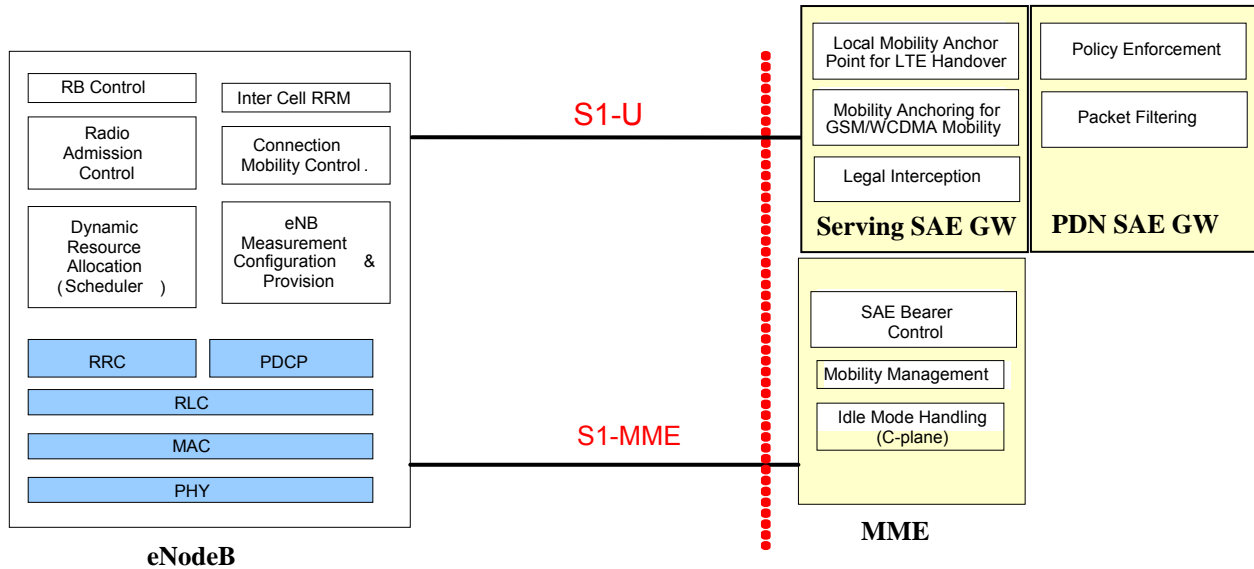 RB Control
Inter Cell RRM
Radio
Admission
Control
Connection
Mobility Control .
Dynamic
Resource
Allocation
( Scheduler )
eNB
Measurement
Configuration &
Provision
RRC
PDCP
RLC
MAC
PHY
eNodeB
S1-U
S1-MME
Local Mobility Anchor
Point for LTE Handover
Mobility Anchoring for
GSM/WCDMA Mobility
Legal Interception
Serving SAE GW
Policy Enforcement
Packet Filtering
PDN SAE GW
SAE Bearer
Control
Mobility Management
Idle Mode Handling
(C-plane)
MME